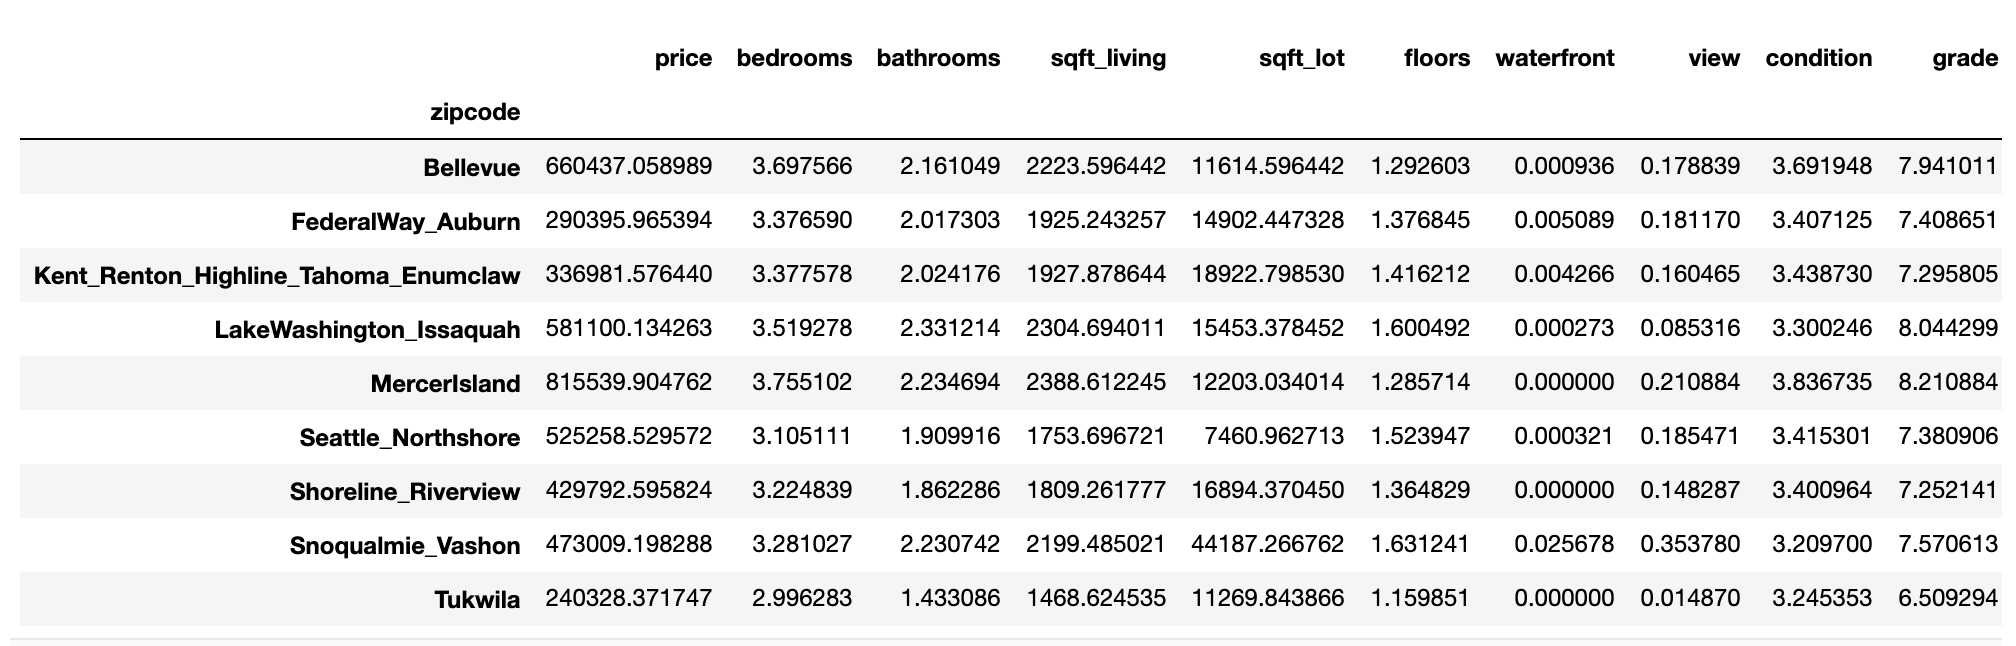 price bedrooms bathrooms sqft_living sqft_lot floors waterfront view condition grade
zipcode
Bellevue 660437.058989 3.697566 2.161049 2223.596442 11614.596442 1.292603 0.000936 0.178839 3.691948 7.941011
FederalWay_Auburn 290395.965394 3.376590 2.017303 1925.243257 14902.447328 1.376845 0.005089 0.181170 3.407125 7.408651
Kent_Renton_Highline_Tahoma_Enumclaw 336981.576440 3.377578 2.024176 1927.878644 18922.798530 1.416212 0.004266 0.160465 3.438730 7.295805
LakeWashington_Issaquah 581100.134263 3.519278 2.331214 2304.694011 15453.378452 1.600492 0.000273 0.085316 3.300246 8.044299
MercerIsland 815539.904762 3.755102 2.234694 2388.612245 12203.034014 1.285714 0.000000 0.210884 3.836735 8.210884
Seattle_Northshore 525258.529572 3.105111 1.909916 1753.696721 7460.962713 1.523947 0.000321 0.185471 3.415301 7.380906
Shoreline_Riverview 429792.595824 3.224839 1.862286 1809.261777 16894.370450 1.364829 0.000000 0.148287 3.400964 7.252141
Snoqualmie_Vashon 473009.198288 3.281027 2.230742 2199.485021 44187.266762 1.631241 0.025678 0.353780 3.209700 7.570613
Tukwila 240328.371747 2.996283 1.433086 1468.624535 11269.843866 1.159851 0.000000 0.014870 3.245353 6.509294